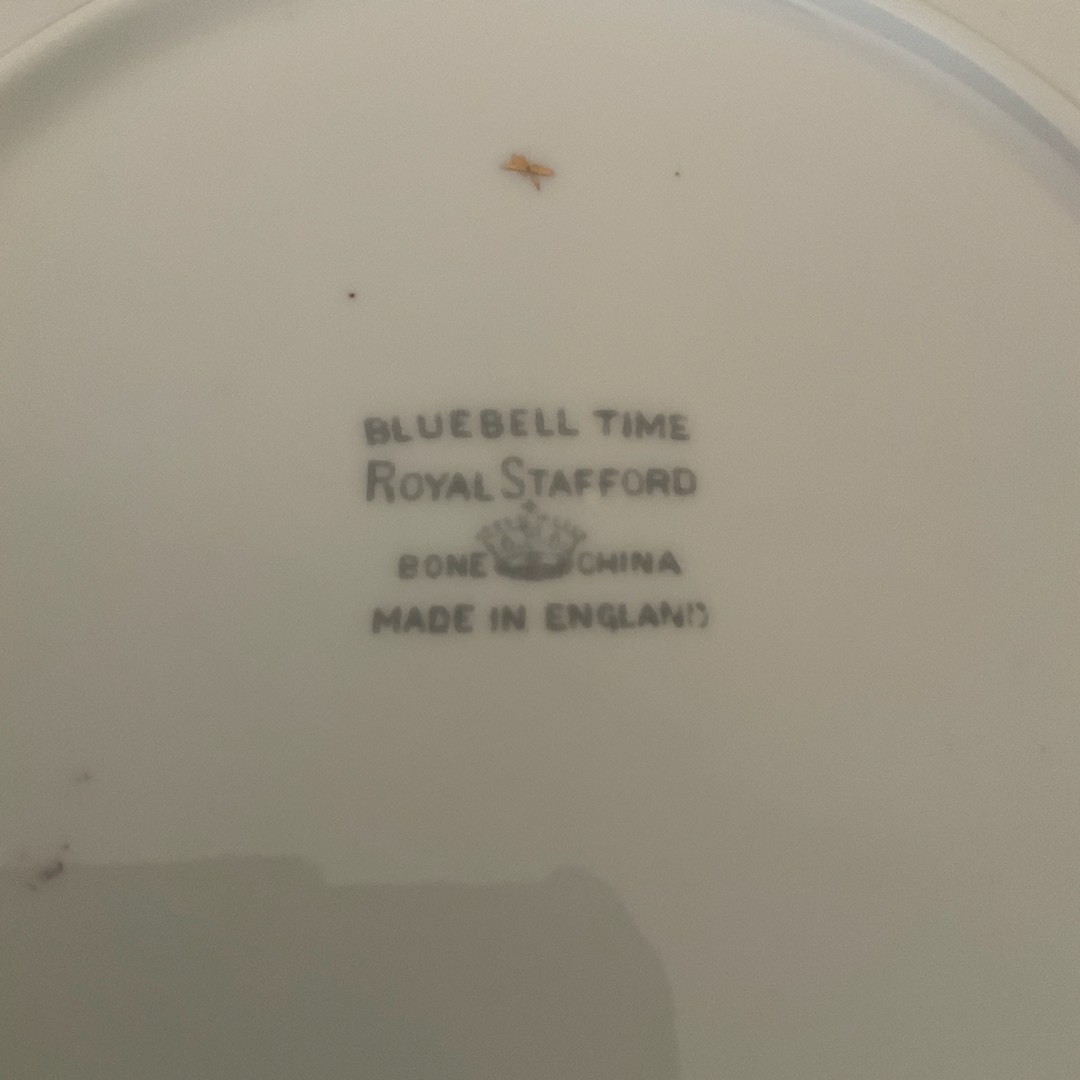 BLUEBELL TIME
ROYAL STAFFORD
BONE CHINA
MADE IN ENGLAND